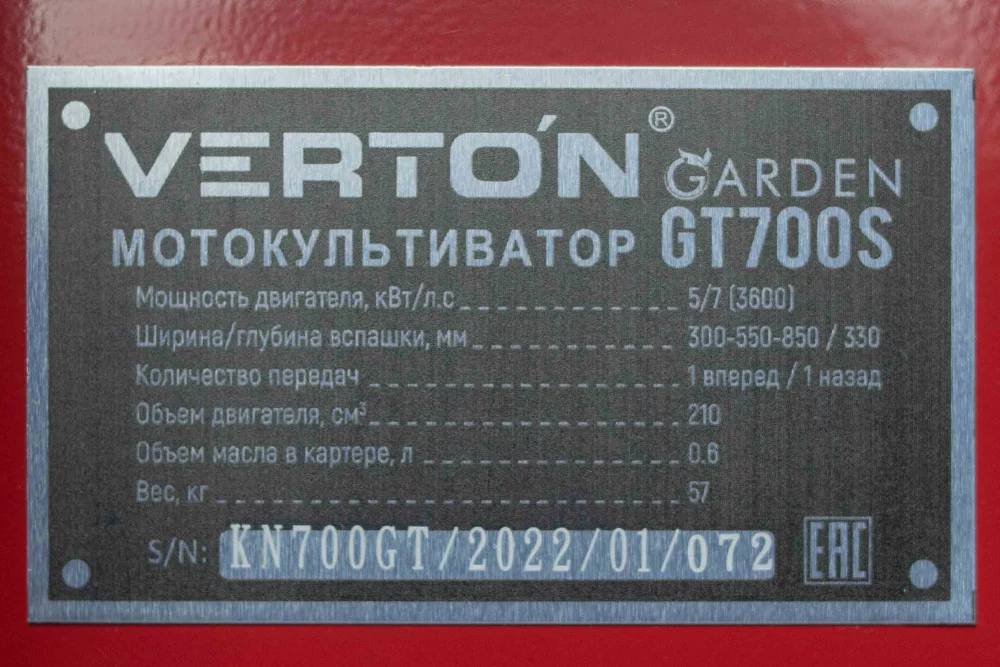 VERTO'N® GARDEN
МОТОКУЛЬТИВАТОР GT700S
Мощность двигателя, кВт/л.с 5/7 (3600)
Ширина/глубина вспашки, мм 300-550-850 / 330
Количество передач 1 вперед / 1 назад
Объем двигателя, см³ 210
Объем масла в картере, л 0.6
Вес, кг 57
S/N: KN700GT/2022/01/072 EAC